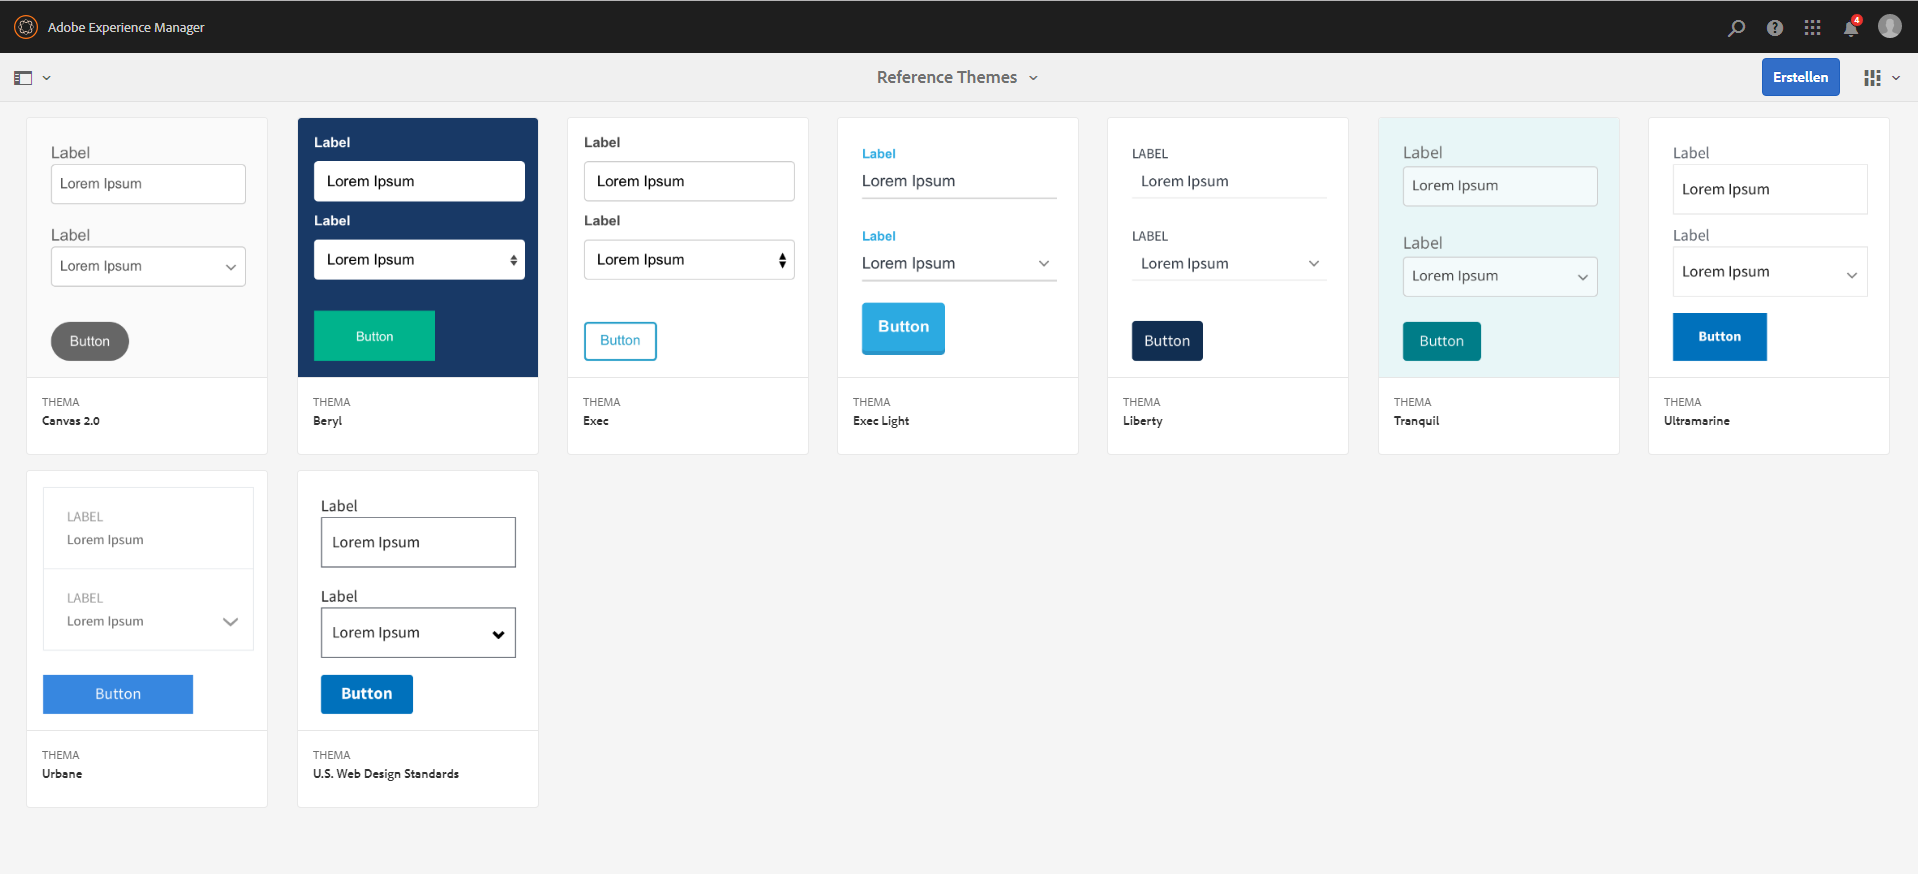 Adobe Experience Manager
4
Reference Themes
Erstellen
Label
Lorem Ipsum
Label
Lorem Ipsum
Button
THEMA
Canvas 2.0
Label
Lorem Ipsum
Label
Lorem Ipsum
Button
THEMA
Beryl
Label
Lorem Ipsum
Label
Lorem Ipsum
Button
THEMA
Exec
Label
Lorem Ipsum
Label
Lorem Ipsum
Button
THEMA
Exec Light
LABEL
Lorem Ipsum
LABEL
Lorem Ipsum
Button
THEMA
Liberty
Label
Lorem Ipsum
Label
Lorem Ipsum
Button
THEMA
Tranquil
Label
Lorem Ipsum
Label
Lorem Ipsum
Button
THEMA
Ultramarine
LABEL
Lorem Ipsum
LABEL
Lorem Ipsum
Button
THEMA
Urbane
Label
Lorem Ipsum
Label
Lorem Ipsum
Button
THEMA
U.S. Web Design Standards